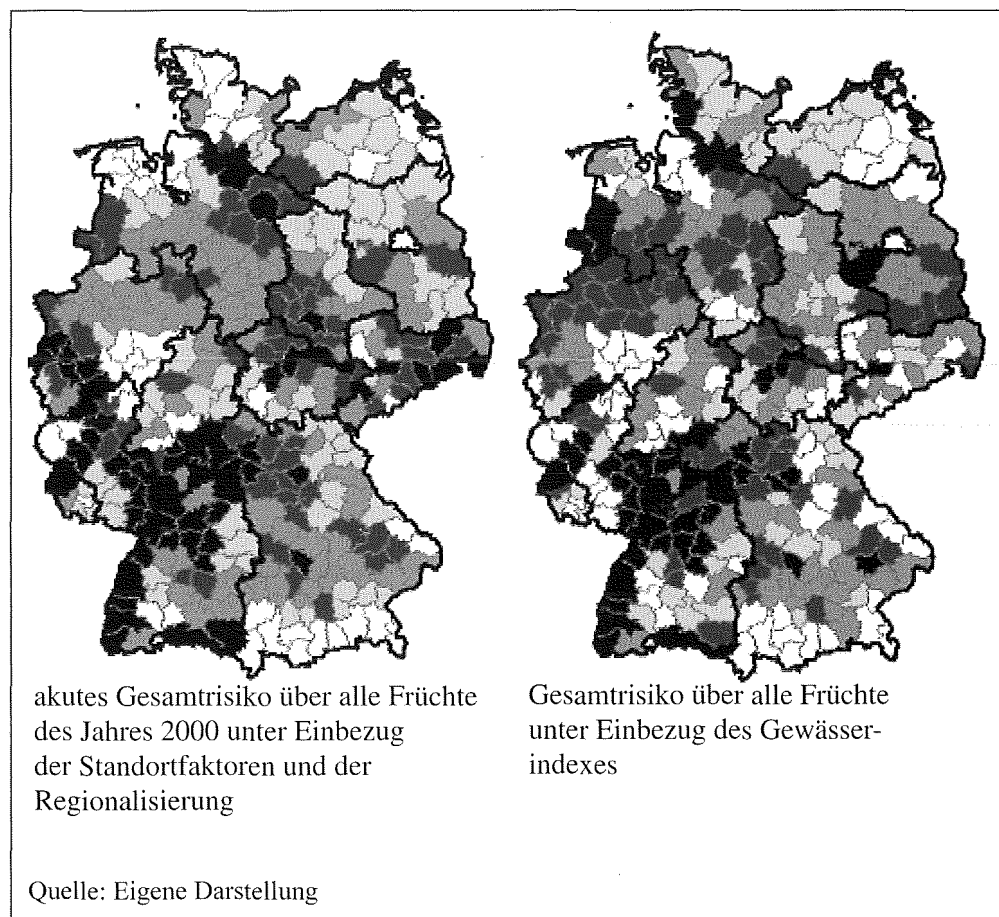 akutes Gesamtrisiko über alle Früchte
des Jahres 2000 unter Einbezug
der Standortfaktoren und der
Regionalisierung
Gesamtrisiko über alle Früchte
unter Einbezug des Gewässer-
indexes
Quelle: Eigene Darstellung